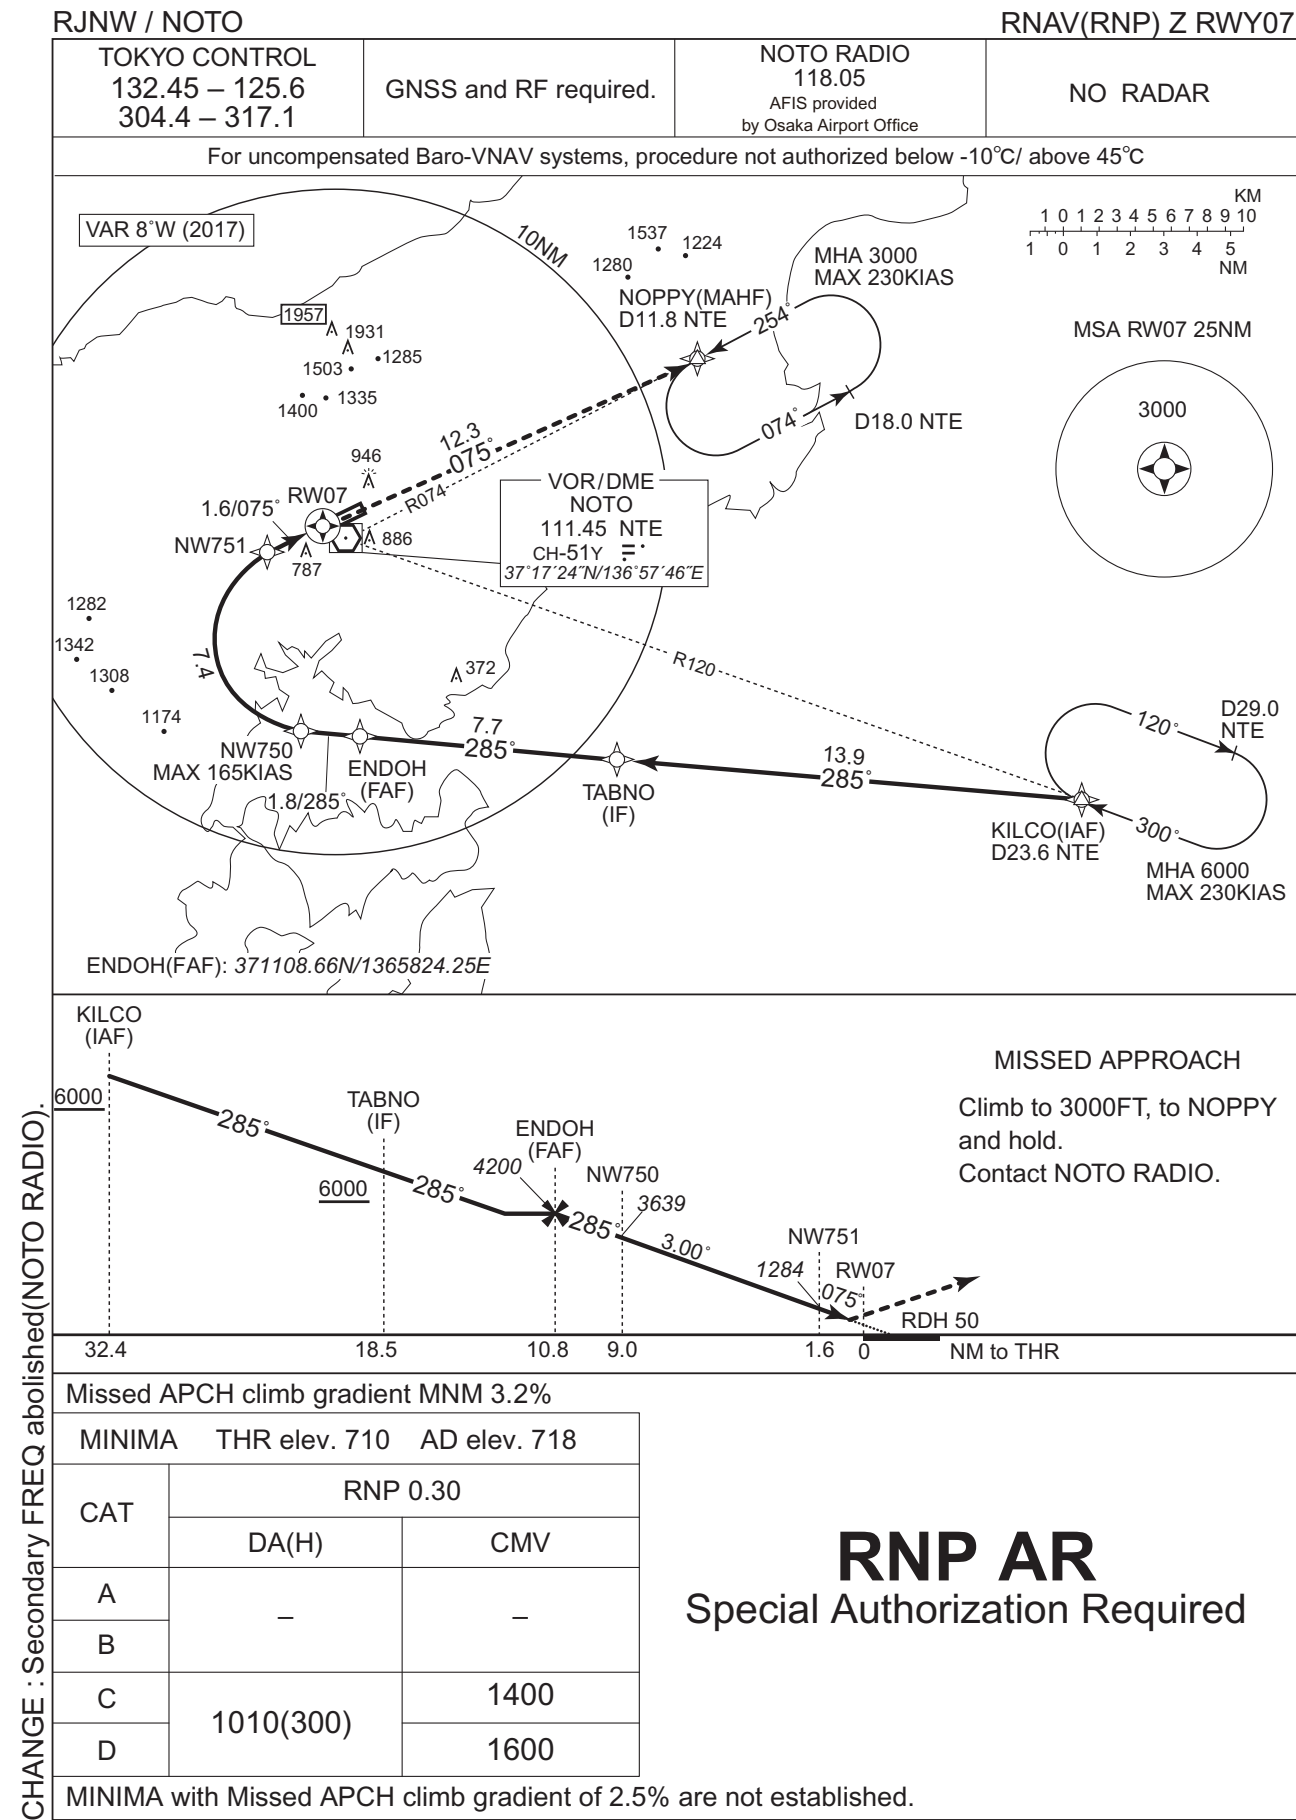 RJNW / NOTO
RNAV(RNP) Z RWY07
TOKYO CONTROL
132.45 – 125.6
304.4 – 317.1
GNSS and RF required.
NOTO RADIO
118.05
AFIS provided
by Osaka Airport Office
NO RADAR
For uncompensated Baro-VNAV systems, procedure not authorized below -10°C/ above 45°C
VAR 8°W (2017)
10NM
1537
1224
1280
NOPPY(MAHF)
D11.8 NTE
MHA 3000
MAX 230KIAS
254°
074°
D18.0 NTE
KM
1 0 1 2 3 4 5 6 7 8 9 10
1 0 1 2 3 4 5
NM
MSA RW07 25NM
3000
1957
1931
1503
1285
1400
1335
946
12.3
075°
R074
1.6/075°
RW07
NW751
787
886
VOR/DME
NOTO
111.45 NTE
CH-51Y
37°17′24″N/136°57′46″E
1282
1342
1308
1174
7.4
372
R120
NW750
MAX 165KIAS
1.8/285°
ENDOH
(FAF)
7.7
285°
TABNO
(IF)
13.9
285°
120°
D29.0
NTE
300°
KILCO(IAF)
D23.6 NTE
MHA 6000
MAX 230KIAS
ENDOH(FAF): 371108.66N/1365824.25E
KILCO
(IAF)
6000
285°
TABNO
(IF)
6000
285°
ENDOH
(FAF)
4200
285°
NW750
3639
3.00°
NW751
1284
075°
RW07
RDH 50
32.4
18.5
10.8
9.0
1.6
0
NM to THR
MISSED APPROACH
Climb to 3000FT, to NOPPY
and hold.
Contact NOTO RADIO.
Missed APCH climb gradient MNM 3.2%
MINIMA THR elev. 710 AD elev. 718
CAT
RNP 0.30
DA(H)
CMV
A
–
–
B
C
1010(300)
1400
D
1600
MINIMA with Missed APCH climb gradient of 2.5% are not established.
RNP AR
Special Authorization Required
CHANGE : Secondary FREQ abolished(NOTO RADIO).